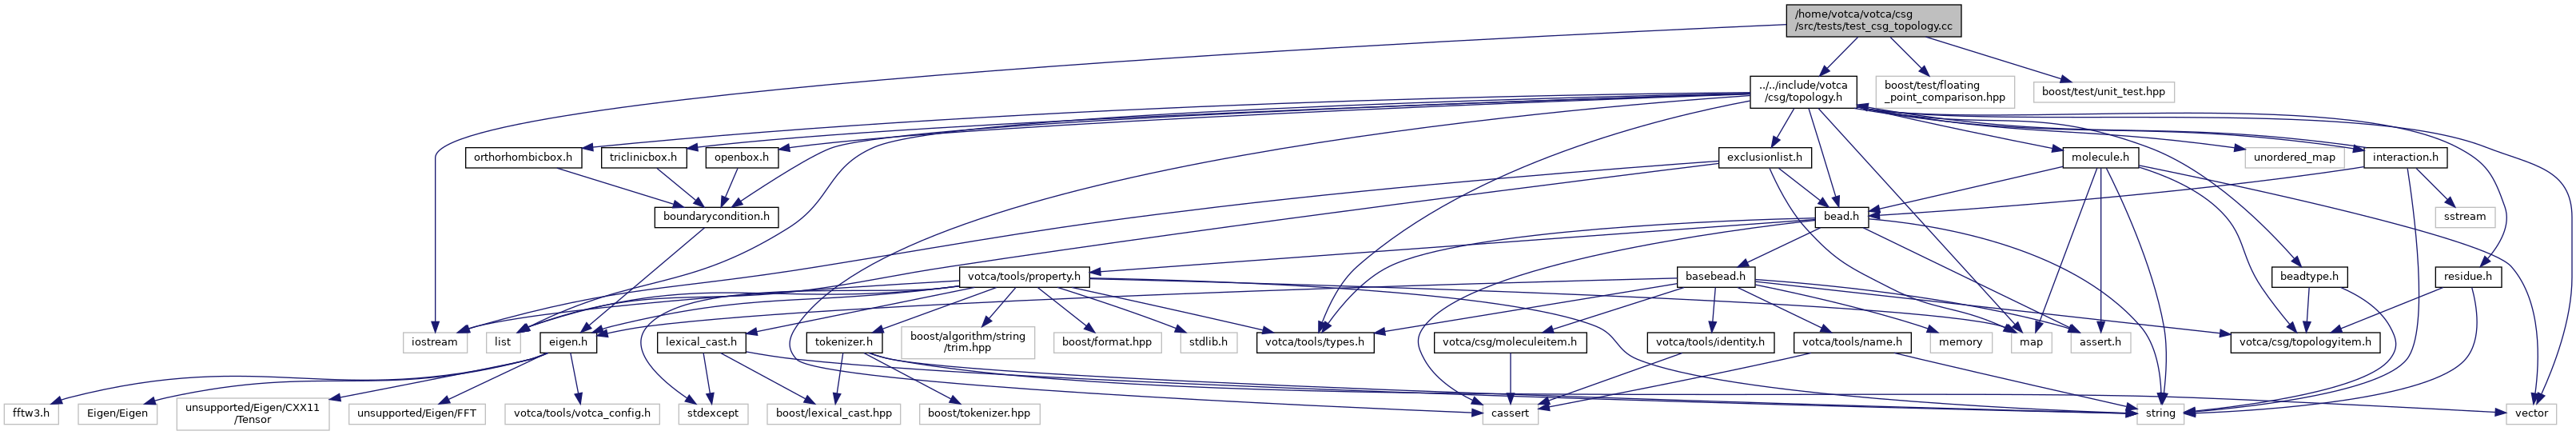 /home/votca/votca/csg
/src/tests/test_csg_topology.cc
../../include/votca
/csg/topology.h
boost/test/floating
_point_comparison.hpp
boost/test/unit_test.hpp
orthorhombicbox.h
triclinicbox.h
openbox.h
exclusionlist.h
molecule.h
unordered_map
interaction.h
boundarycondition.h
bead.h
sstream
votca/tools/property.h
basebead.h
beadtype.h
residue.h
iostream
list
eigen.h
lexical_cast.h
tokenizer.h
boost/algorithm/string
/trim.hpp
boost/format.hpp
stdlib.h
votca/tools/types.h
votca/csg/moleculeitem.h
votca/tools/identity.h
votca/tools/name.h
memory
map
assert.h
votca/csg/topologyitem.h
fftw3.h
Eigen/Eigen
unsupported/Eigen/CXX11
/Tensor
unsupported/Eigen/FFT
votca/tools/votca_config.h
stdexcept
boost/lexical_cast.hpp
boost/tokenizer.hpp
cassert
string
vector